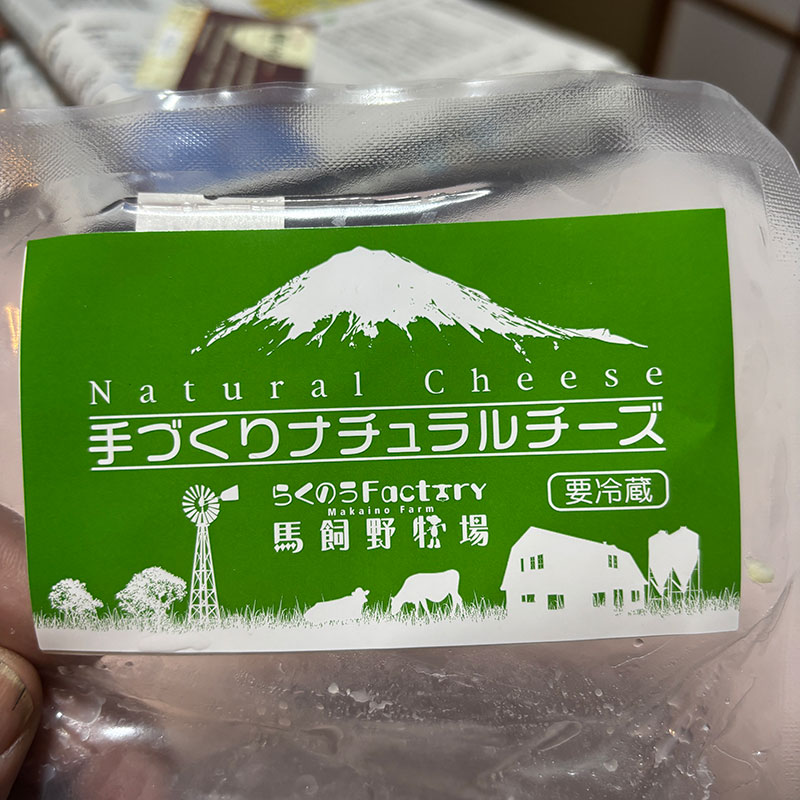 Natural Cheese
手づくりナチュラルチーズ
らくのうFactory
Makaino Farm
馬飼野牧場
要冷蔵